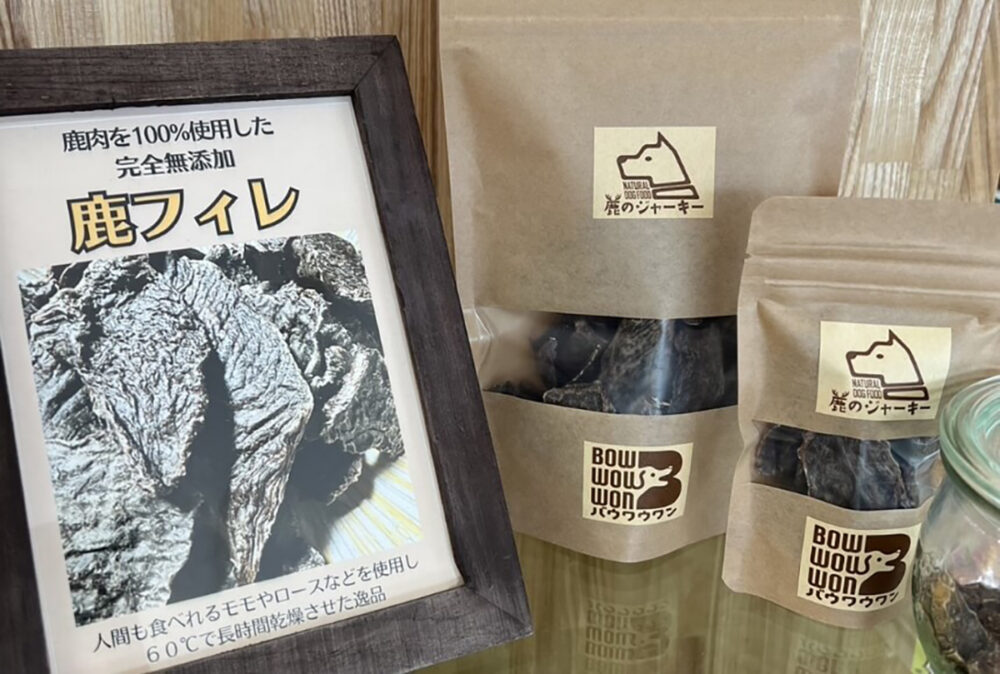 鹿肉を100%使用した
完全無添加
鹿フィレ
人間も食べれるモモやロースなどを使用し
60℃で長時間乾燥させた逸品
NATURAL
DOG FOOD
鹿のジャーキー
BOW
WOW
WON
バウワウワン
NATURAL
DOG FOOD
鹿のジャーキー
BOW
WOW
WON
バウワウワン